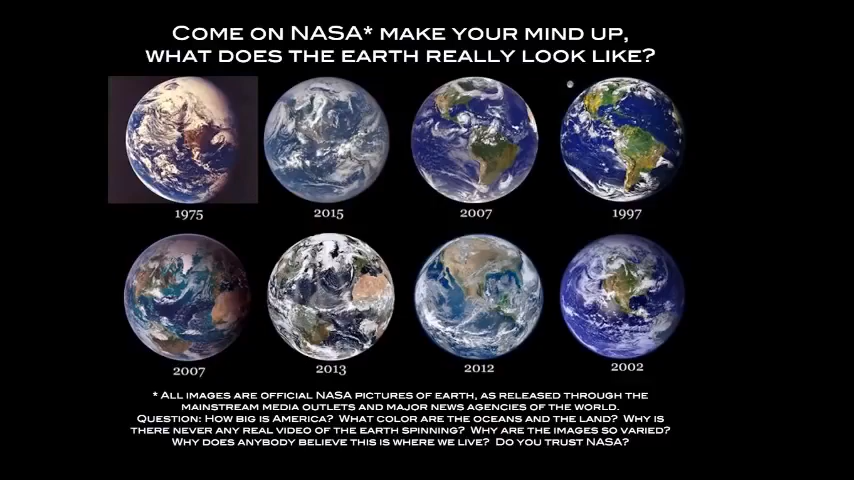 Come on NASA* make your mind up,
what does the earth really look like?
1975
2015
2007
1997
2007
2013
2012
2002
* All images are official NASA pictures of earth, as released through the
mainstream media outlets and major news agencies of the world.
Question: How big is America? What color are the oceans and the land? Why is
there never any real video of the earth spinning? Why are the images so varied?
Why does anybody believe this is where we live? Do you trust NASA?